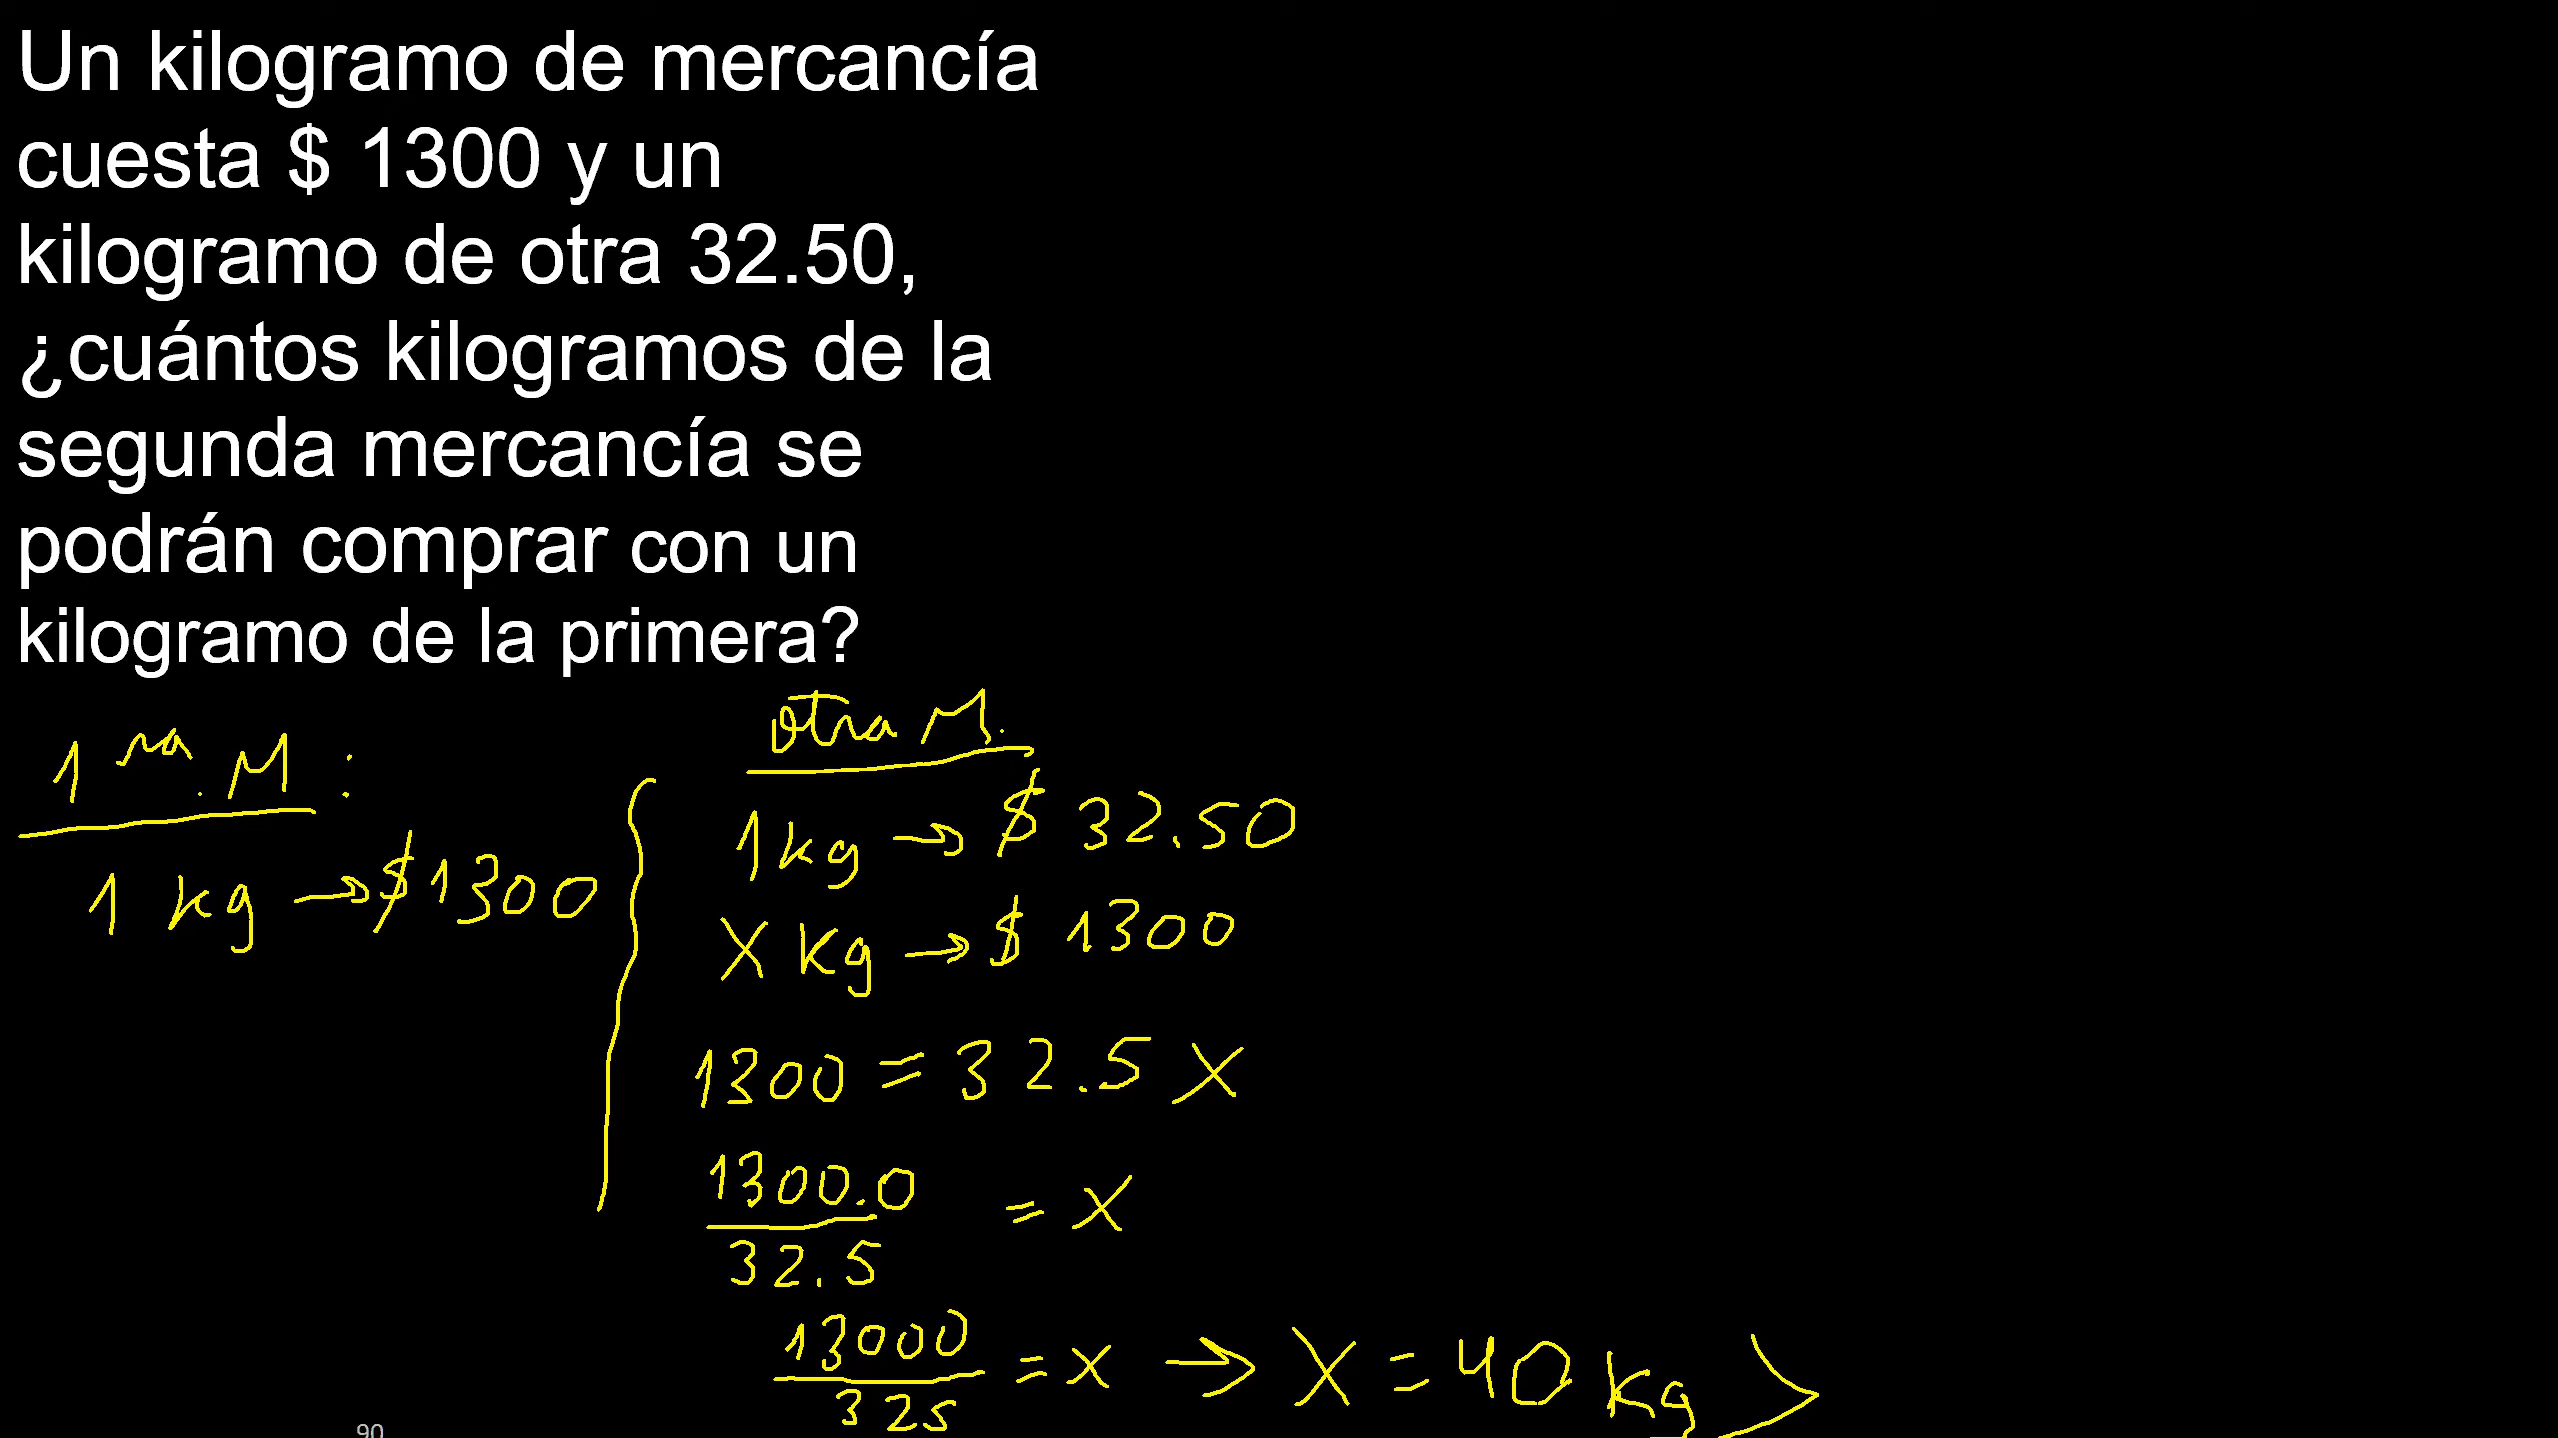 Un kilogramo de mercancía
cuesta $ 1300 y un
kilogramo de otra 32.50,
¿cuántos kilogramos de la
segunda mercancía se
podrán comprar con un
kilogramo de la primera?
1 ra. M :
1 kg → $1300
otra M.
1kg → $ 32.50
X kg → $ 1300
1300 = 32.5 X
1300.0
32.5
= X
13000
325
= x → X = 40 kg
90